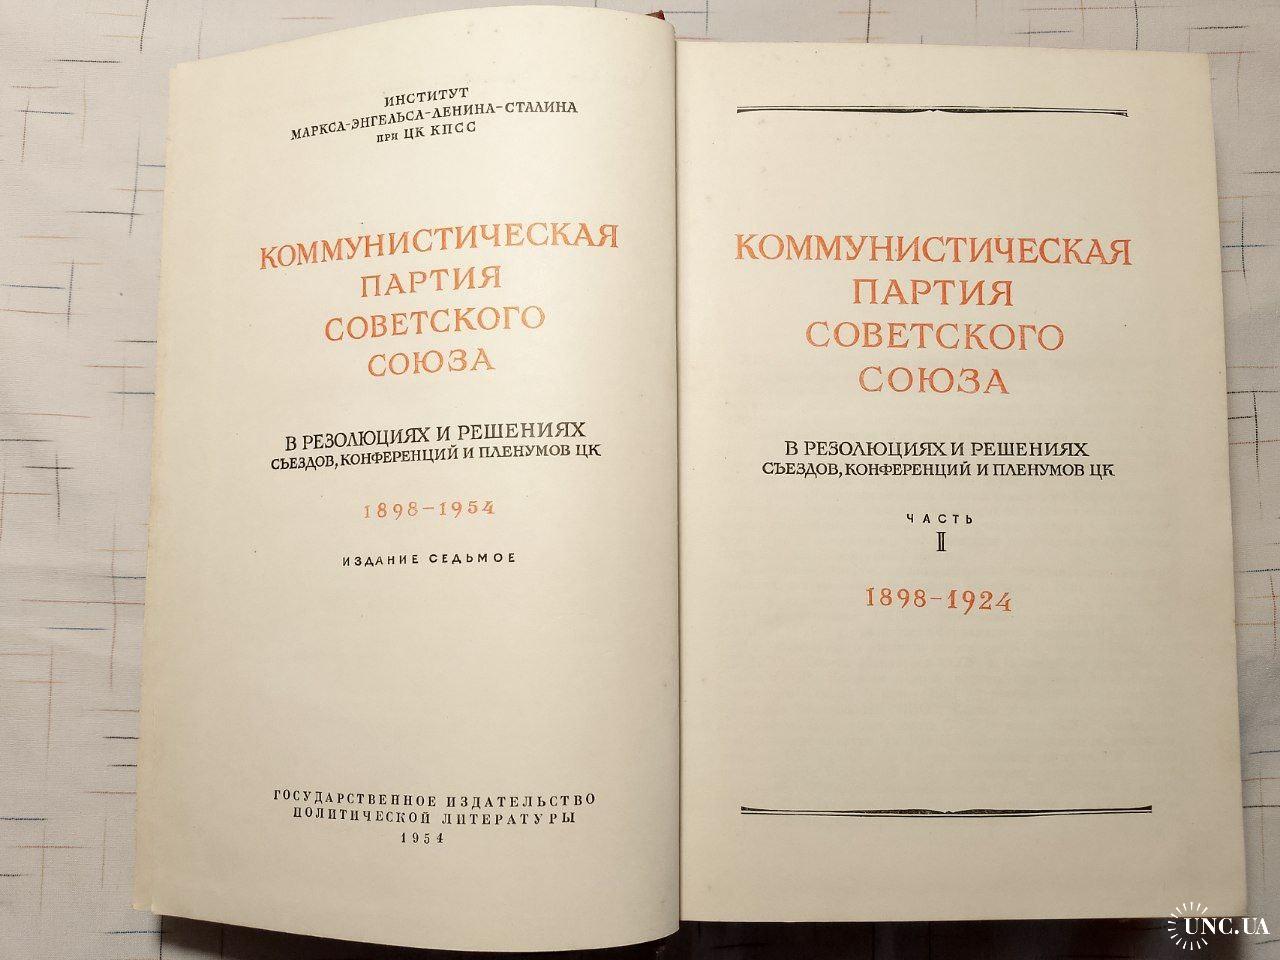 ИНСТИТУТ
МАРКСА-ЭНГЕЛЬСА-ЛЕНИНА-СТАЛИНА
ПРИ ЦК КПСС
КОММУНИСТИЧЕСКАЯ
ПАРТИЯ
СОВЕТСКОГО
СОЮЗА
В РЕЗОЛЮЦИЯХ И РЕШЕНИЯХ
СЪЕЗДОВ, КОНФЕРЕНЦИЙ И ПЛЕНУМОВ ЦК
1898-1954
ИЗДАНИЕ СЕДЬМОЕ
ГОСУДАРСТВЕННОЕ ИЗДАТЕЛЬСТВО
ПОЛИТИЧЕСКОЙ ЛИТЕРАТУРЫ
1954
КОММУНИСТИЧЕСКАЯ
ПАРТИЯ
СОВЕТСКОГО
СОЮЗА
В РЕЗОЛЮЦИЯХ И РЕШЕНИЯХ
СЪЕЗДОВ, КОНФЕРЕНЦИЙ И ПЛЕНУМОВ ЦК
ЧАСТЬ
II
1898-1924
UNC.UA